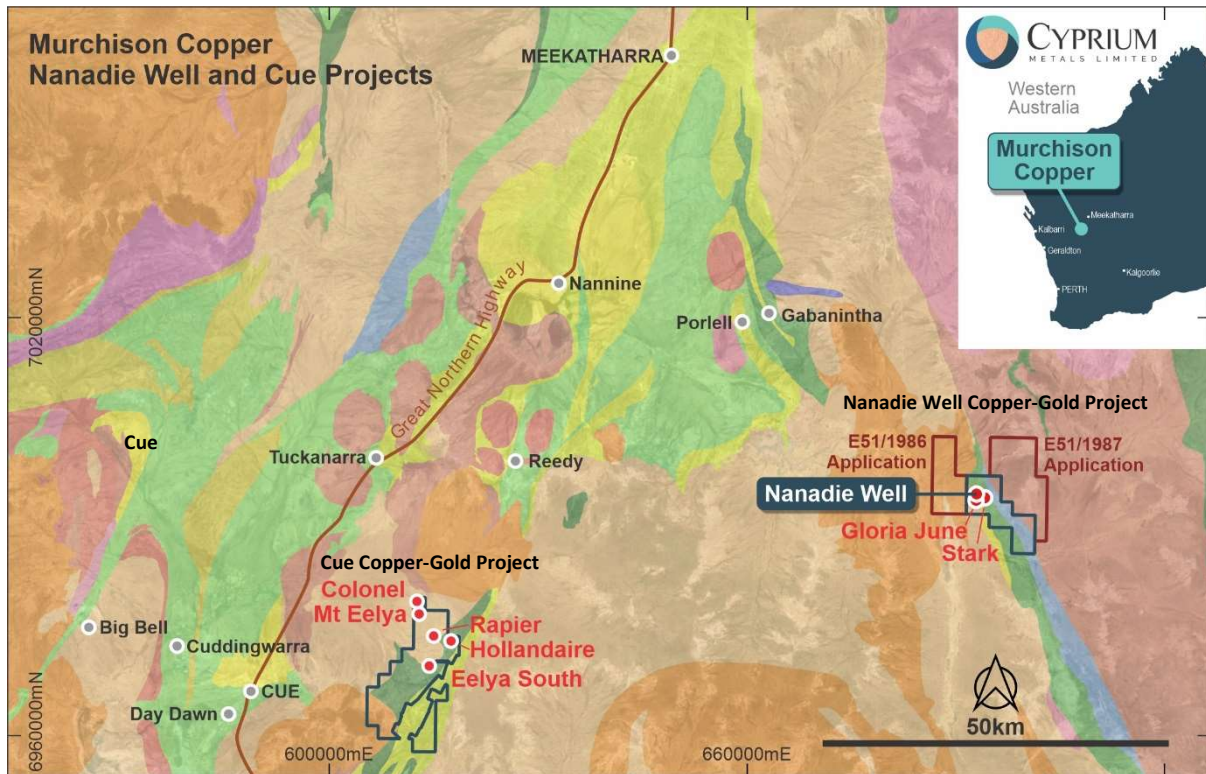 Murchison Copper
Nanadie Well and Cue Projects
MEEKATHARRA
CYPRIUM
METALS LIMITED
Western
Australia
Murchison
Copper
Meekatharra
Kalbarri
Geraldton
Kalgoorlie
PERTH
7020000mN
Great Northern Highway
Nannine
Porlell
Gabanintha
Nanadie Well Copper-Gold Project
E51/1986
Application
E51/1987
Application
Cue
Tuckanarra
Reedy
Nanadie Well
Gloria June
Stark
Cue Copper-Gold Project
Colonel
Mt Eelya
Rapier
Hollandaire
Eelya South
Big Bell
Cuddingwarra
CUE
Day Dawn
6960000mN
600000mE
660000mE
50km